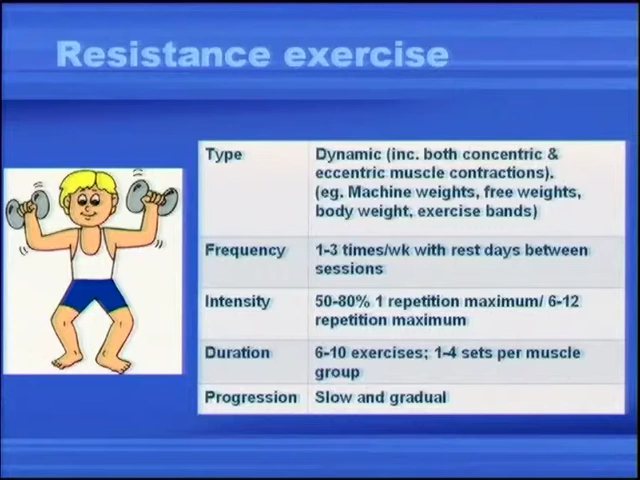 Resistance exercise
Type
Dynamic (inc. both concentric &
eccentric muscle contractions).
(eg. Machine weights, free weights,
body weight, exercise bands)
Frequency
1-3 times/wk with rest days between
sessions
Intensity
50-80% 1 repetition maximum/ 6-12
repetition maximum
Duration
6-10 exercises; 1-4 sets per muscle
group
Progression
Slow and gradual